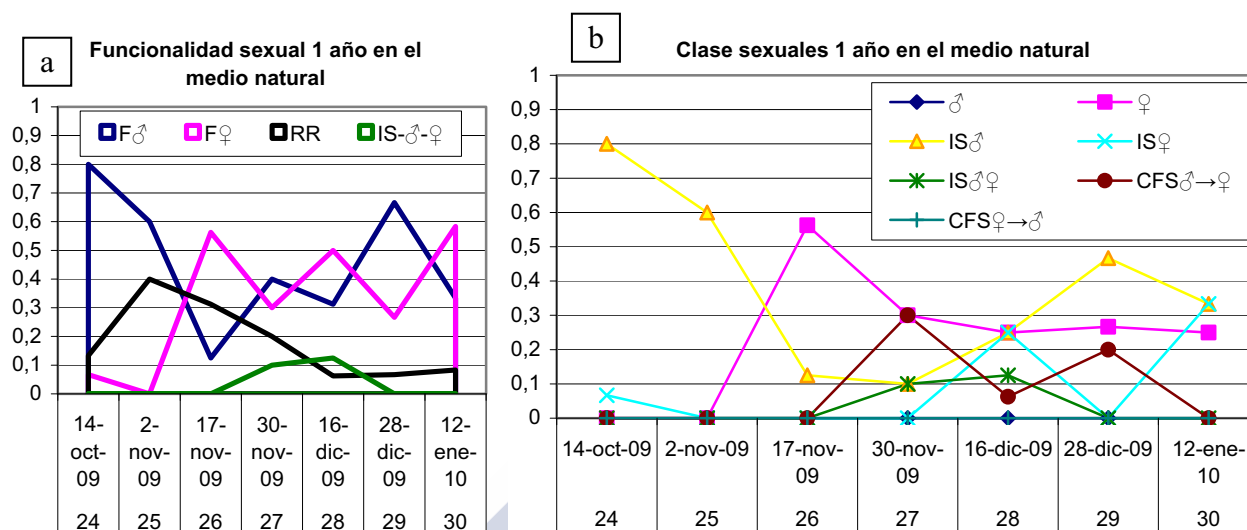 a
Funcionalidad sexual 1 año en el
medio natural
1
0,9
0,8
0,7
0,6
0,5
0,4
0,3
0,2
0,1
0
F♂ F♀ RR IS-♂-♀
14-oct-09 2-nov-09 17-nov-09 30-nov-09 16-dic-09 28-dic-09 12-ene-10
24 25 26 27 28 29 30
b
Clase sexuales 1 año en el medio natural
1
0,9
0,8
0,7
0,6
0,5
0,4
0,3
0,2
0,1
0
♂ ♀
IS♂ IS♀
IS♂♀ CFS♂→♀
CFS♀→♂
14-oct-09 2-nov-09 17-nov-09 30-nov-09 16-dic-09 28-dic-09 12-ene-10
24 25 26 27 28 29 30